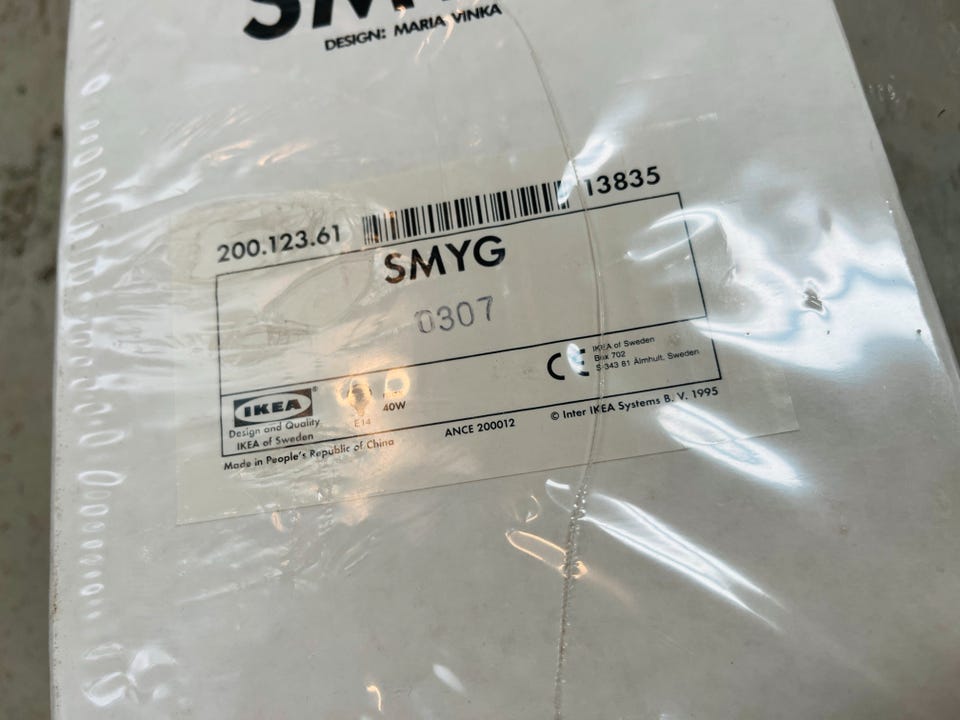 SMYG
DESIGN: MARIA VINKA
200.123.61
13835
SMYG
0307
CE
IKEA of Sweden
Box 702
S-343 81 Älmhult. Sweden
IKEA®
Design and Quality
IKEA of Sweden
E14
40W
ANCE 200012
© Inter IKEA Systems B.V. 1995
Made in People's Republic of China